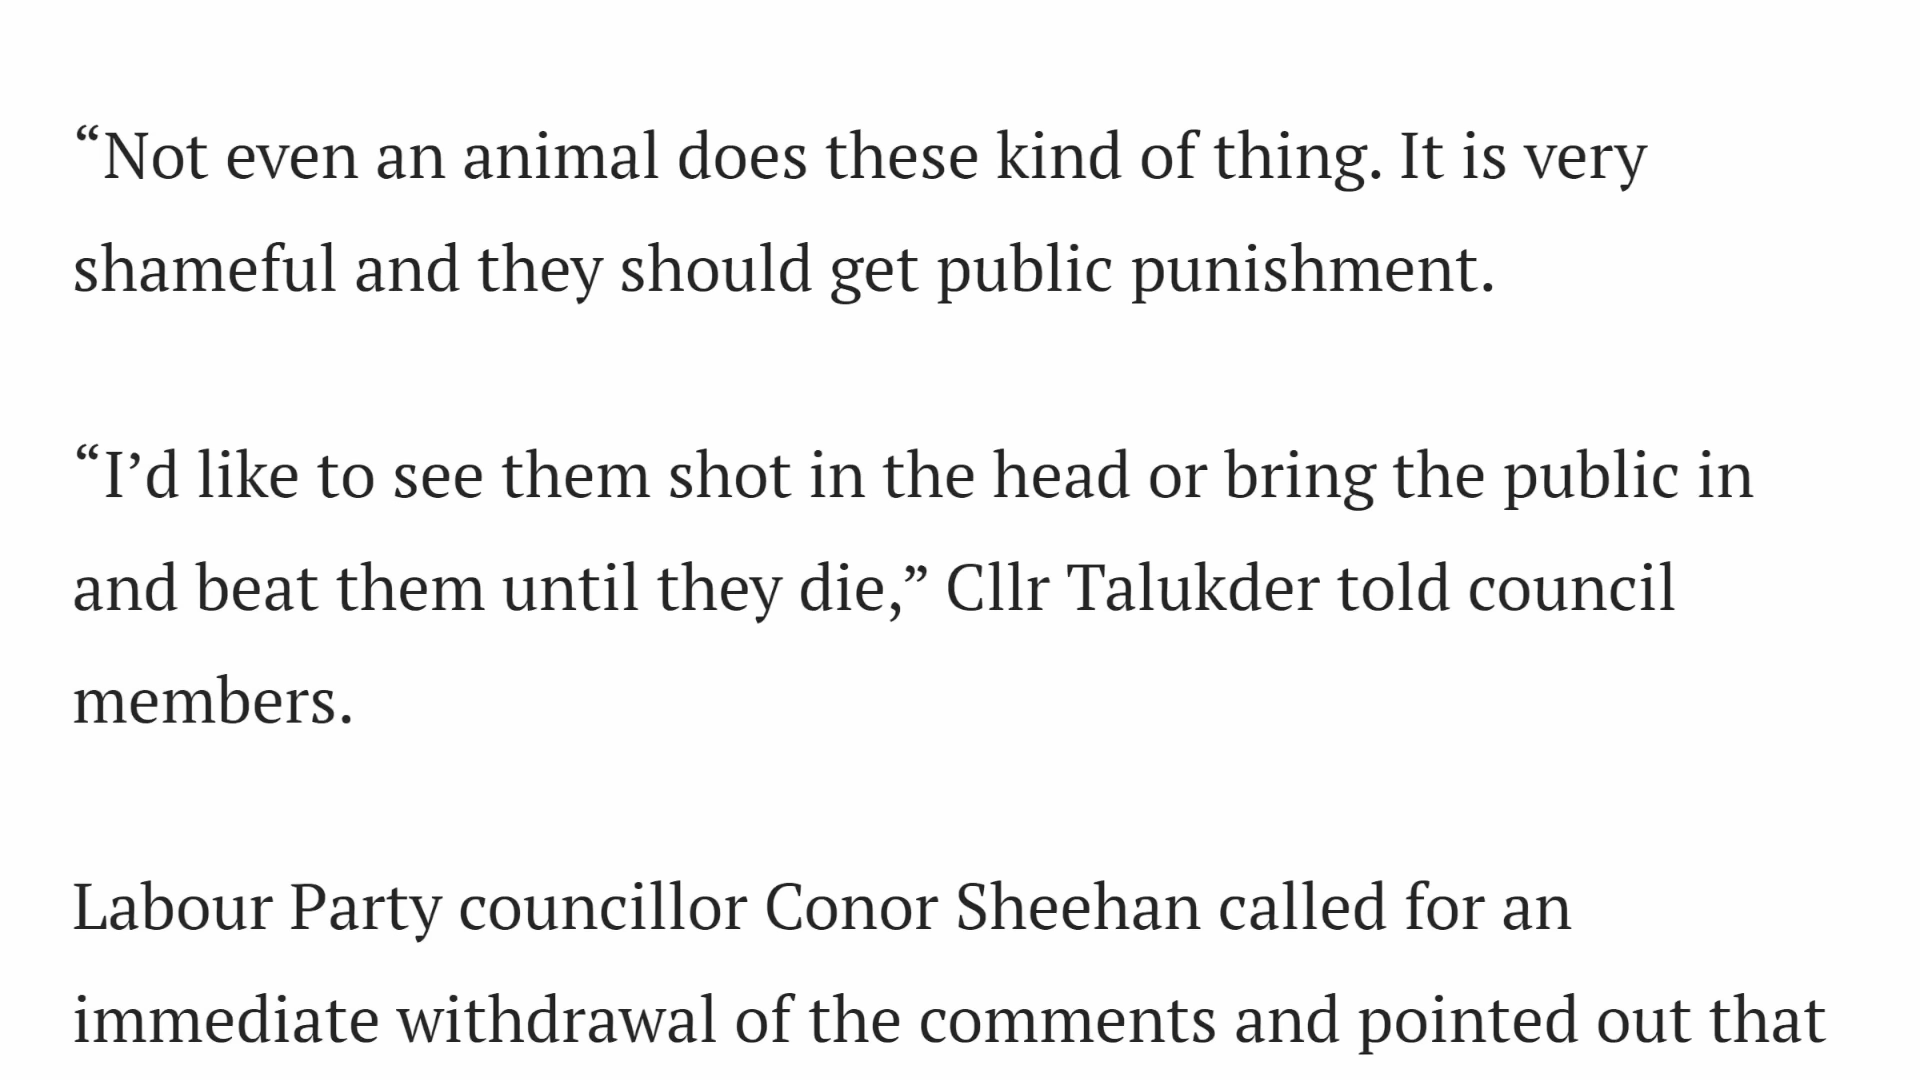 “Not even an animal does these kind of thing. It is very
shameful and they should get public punishment.
“I’d like to see them shot in the head or bring the public in
and beat them until they die,” Cllr Talukder told council
members.
Labour Party councillor Conor Sheehan called for an
immediate withdrawal of the comments and pointed out that